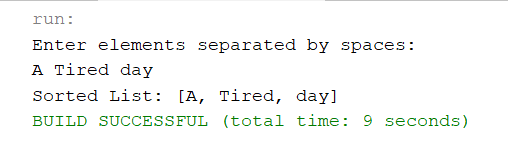 run:
Enter elements separated by spaces:
A Tired day
Sorted List: [A, Tired, day]
BUILD SUCCESSFUL (total time: 9 seconds)